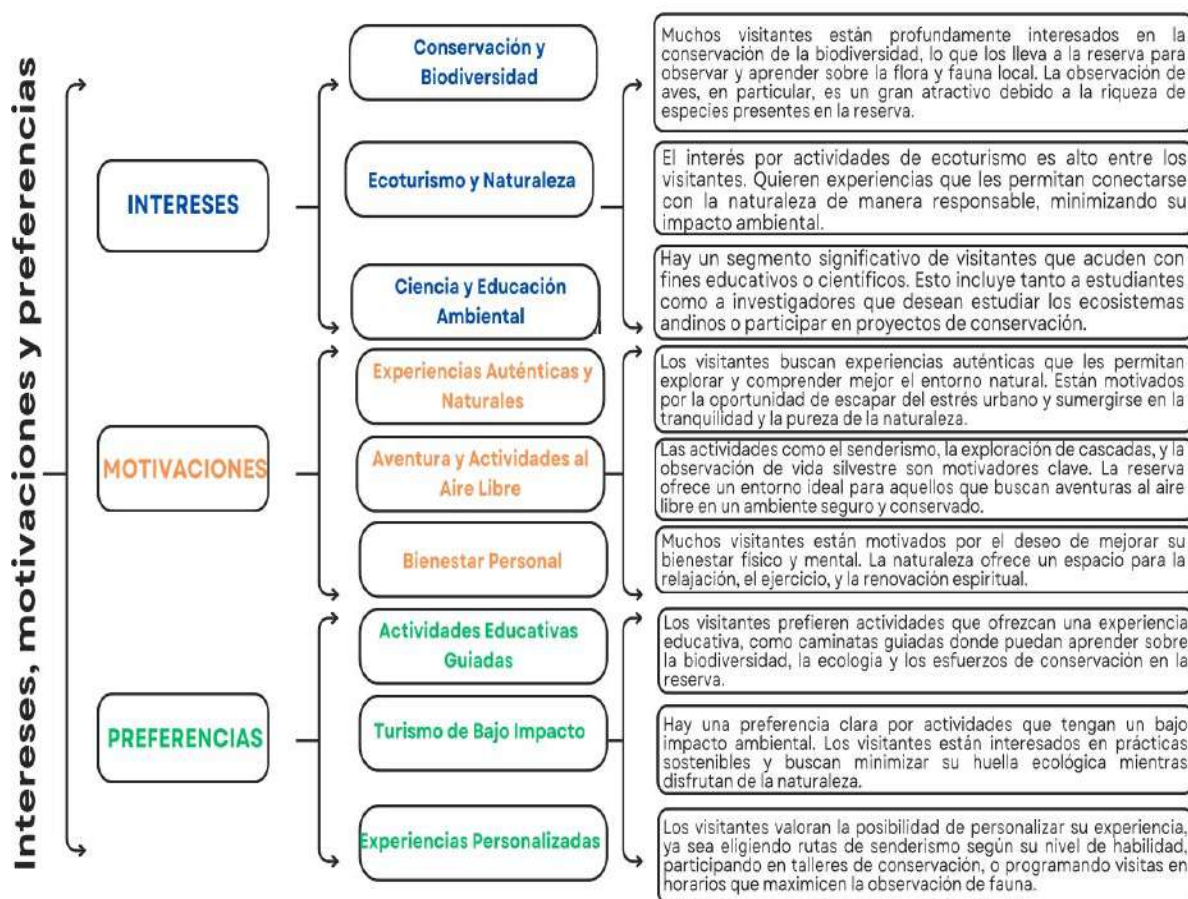 Intereses, motivaciones y preferencias
INTERESES
Conservación y
Biodiversidad
Muchos visitantes están profundamente interesados en la
conservación de la biodiversidad, lo que los lleva a la reserva para
observar y aprender sobre la flora y fauna local. La observación de
aves, en particular, es un gran atractivo debido a la riqueza de
especies presentes en la reserva.
Ecoturismo y Naturaleza
El interés por actividades de ecoturismo es alto entre los
visitantes. Quieren experiencias que les permitan conectarse
con la naturaleza de manera responsable, minimizando su
impacto ambiental.
Ciencia y Educación
Ambiental
Hay un segmento significativo de visitantes que acuden con
fines educativos o científicos. Esto incluye tanto a estudiantes
como a investigadores que desean estudiar los ecosistemas
andinos o participar en proyectos de conservación.
MOTIVACIONES
Experiencias Auténticas y
Naturales
Los visitantes buscan experiencias auténticas que les permitan
explorar y comprender mejor el entorno natural. Están motivados
por la oportunidad de escapar del estrés urbano y sumergirse en la
tranquilidad y la pureza de la naturaleza.
Aventura y Actividades al
Aire Libre
Las actividades como el senderismo, la exploración de cascadas, y la
observación de vida silvestre son motivadores clave. La reserva
ofrece un entorno ideal para aquellos que buscan aventuras al aire
libre en un ambiente seguro y conservado.
Bienestar Personal
Muchos visitantes están motivados por el deseo de mejorar su
bienestar físico y mental. La naturaleza ofrece un espacio para la
relajación, el ejercicio, y la renovación espiritual.
PREFERENCIAS
Actividades Educativas
Guiadas
Los visitantes prefieren actividades que ofrezcan una experiencia
educativa, como caminatas guiadas donde puedan aprender sobre
la biodiversidad, la ecología y los esfuerzos de conservación en la
reserva.
Turismo de Bajo Impacto
Hay una preferencia clara por actividades que tengan un bajo
impacto ambiental. Los visitantes están interesados en prácticas
sostenibles y buscan minimizar su huella ecológica mientras
disfrutan de la naturaleza.
Experiencias Personalizadas
Los visitantes valoran la posibilidad de personalizar su experiencia,
ya sea eligiendo rutas de senderismo según su nivel de habilidad,
participando en talleres de conservación, o programando visitas en
horarios que maximicen la observación de fauna.